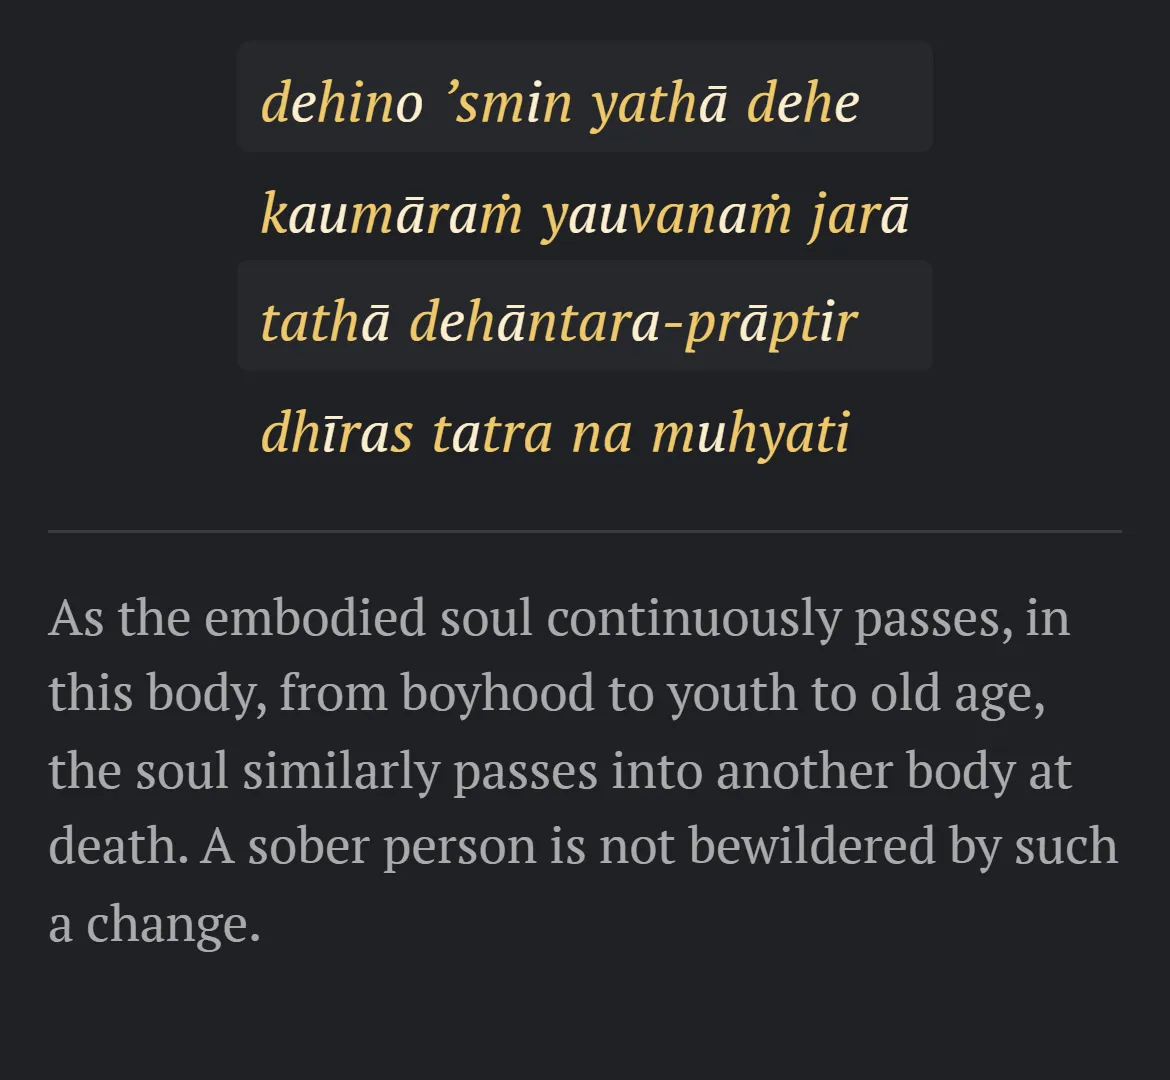 dehino ’smin yathā dehe
kaumāraṁ yauvanaṁ jarā
tathā dehāntara-prāptir
dhīras tatra na muhyati
As the embodied soul continuously passes, in
this body, from boyhood to youth to old age,
the soul similarly passes into another body at
death. A sober person is not bewildered by such
a change.